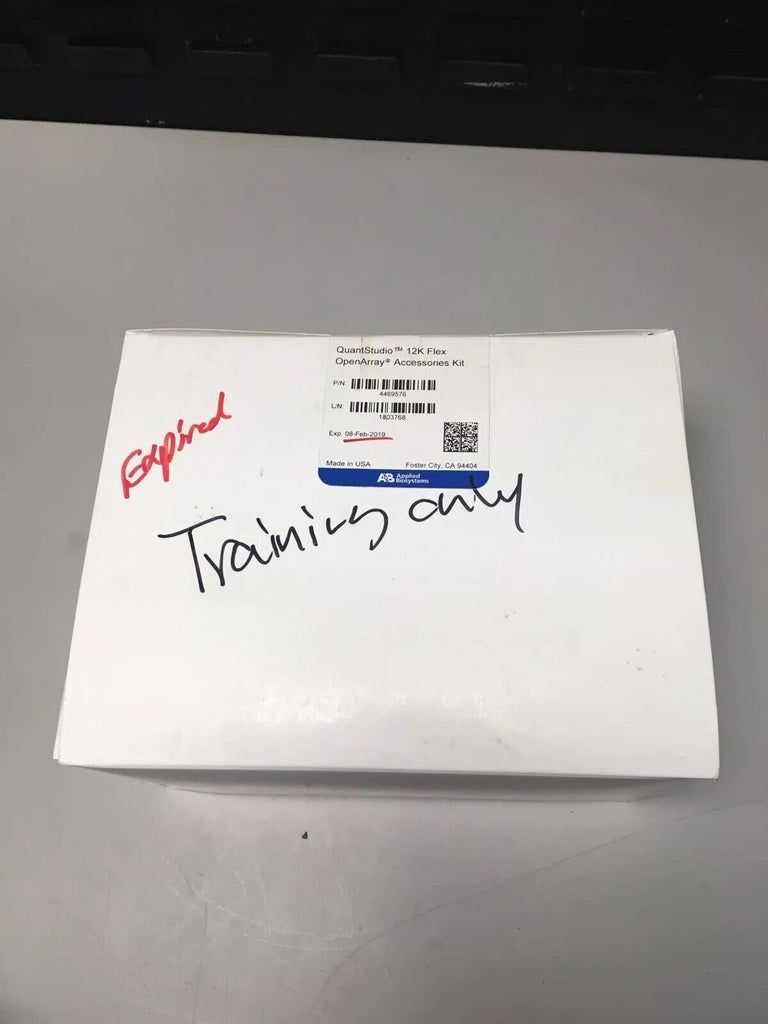 QuantStudio™ 12K Flex
OpenArray® Accessories Kit
P/N:
4469576
L/N:
1803768
Exp. 08-Feb-2019
Made in USA Foster City, CA 94404
AB Applied Biosystems
Expired
Training only